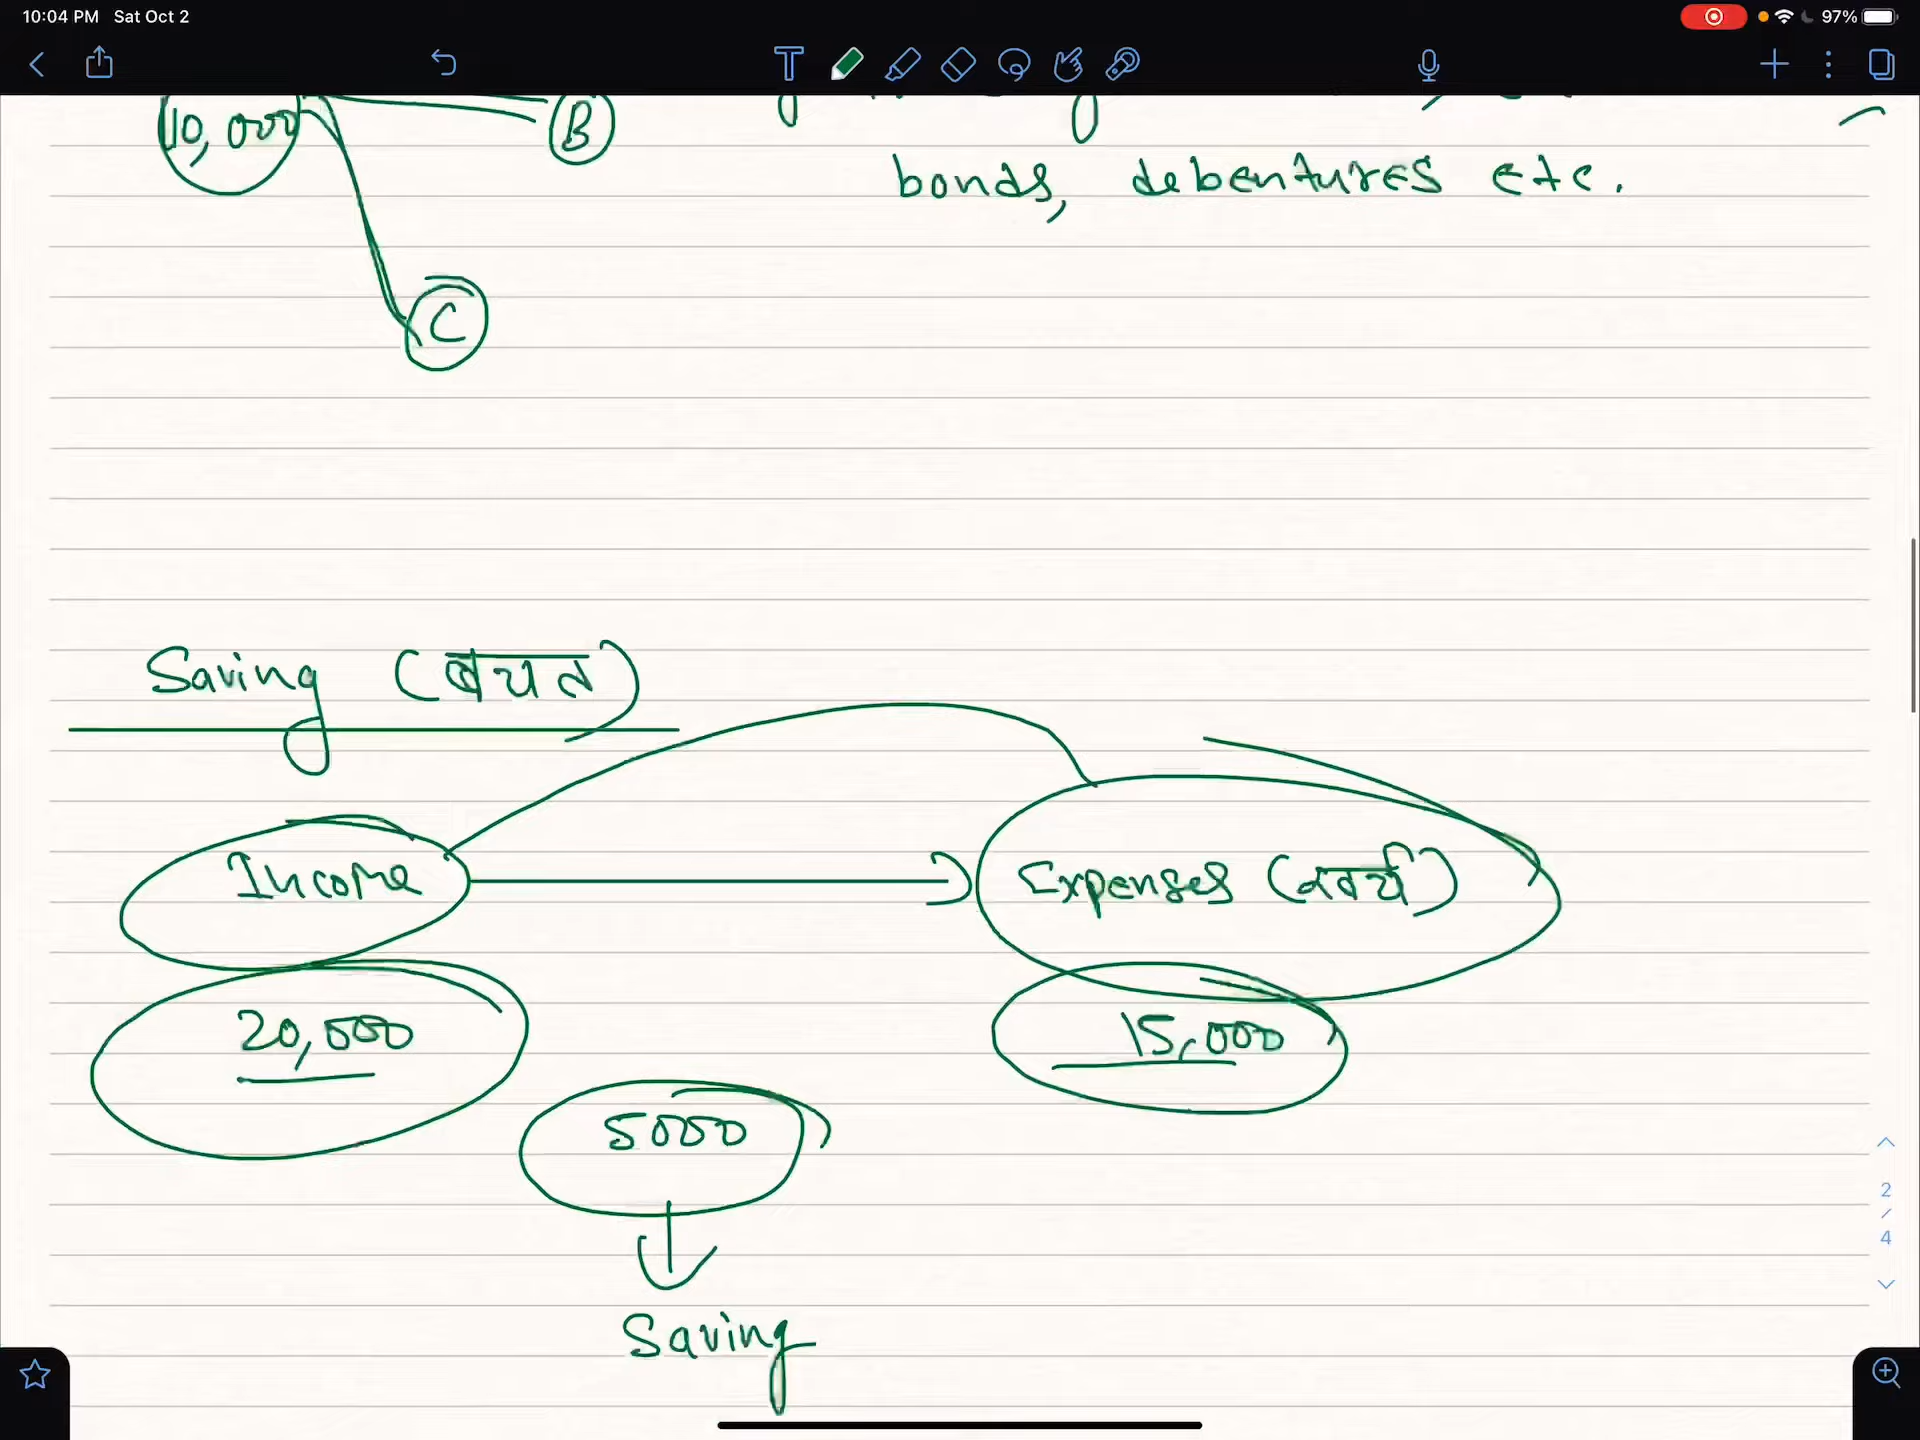 10:04 PM Sat Oct 2
97%
10,000
B
bonds, debentures etc.
C
Saving (बचत)
Income
Expenses (खर्च)
20,000
15,000
5000
2
/
4
Saving